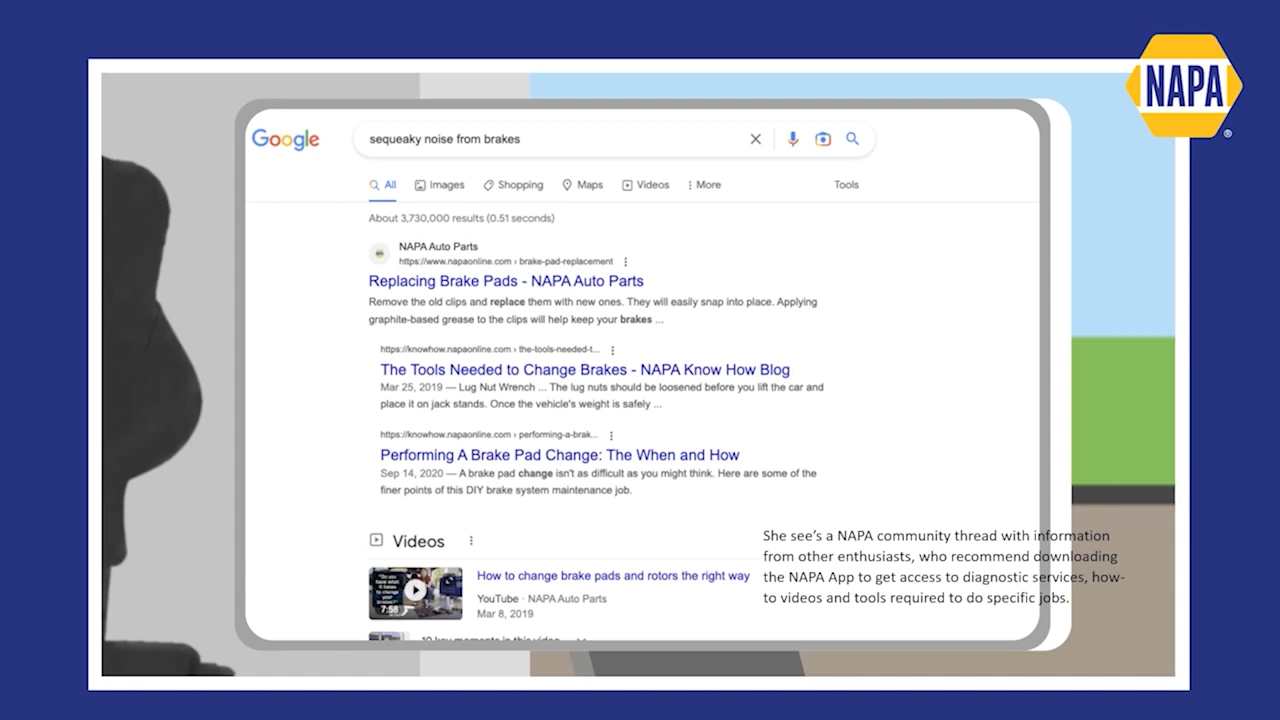 NAPA
®
Google
sequeaky noise from brakes
All Images Shopping Maps Videos More Tools
About 3,730,000 results (0.51 seconds)
NAPA Auto Parts
https://www.napaonline.com › brake-pad-replacement
Replacing Brake Pads - NAPA Auto Parts
Remove the old clips and replace them with new ones. They will easily snap into place. Applying
graphite-based grease to the clips will help keep your brakes ...
https://knowhow.napaonline.com › the-tools-needed-t...
The Tools Needed to Change Brakes - NAPA Know How Blog
Mar 25, 2019 — Lug Nut Wrench ... The lug nuts should be loosened before you lift the car and
place it on jack stands. Once the vehicle's weight is safely ...
https://knowhow.napaonline.com › performing-a-brak...
Performing A Brake Pad Change: The When and How
Sep 14, 2020 — A brake pad change isn't as difficult as you might think. Here are some of the
finer points of this DIY brake system maintenance job.
Videos
How to change brake pads and rotors the right way
YouTube · NAPA Auto Parts
Mar 8, 2019
7:58
10 key moments in this video
She see's a NAPA community thread with information
from other enthusiasts, who recommend downloading
the NAPA App to get access to diagnostic services, how-
to videos and tools required to do specific jobs.